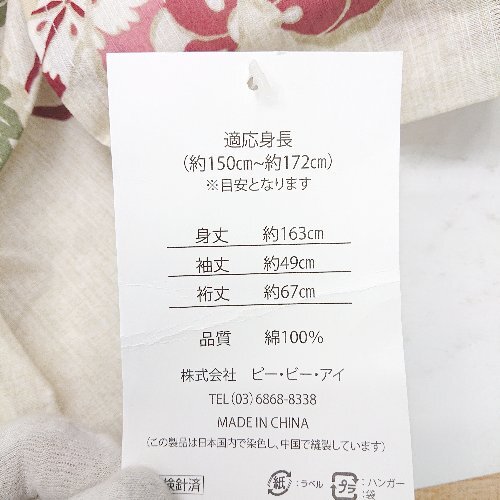 適応身長
(約150㎝~約172㎝)
※目安となります
身丈 約163㎝
袖丈 約49㎝
裄丈 約67㎝
品質 綿100%
株式会社 ピー・ビー・アイ
TEL (03) 6868-8338
MADE IN CHINA
(この製品は日本国内で染色し、中国で縫製しています)
検針済 紙 :ラベル プラ :ハンガー
:袋